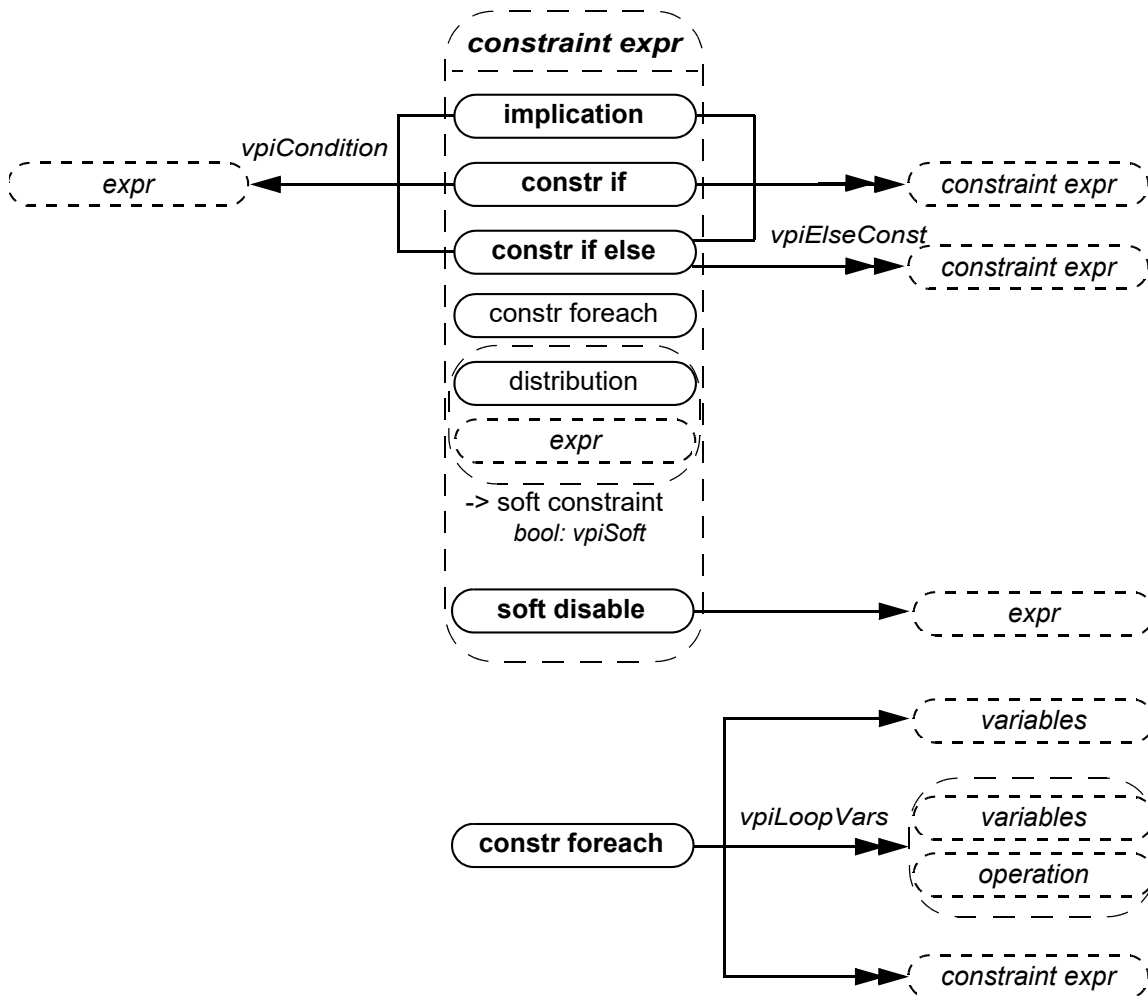 constraint expr
implication
vpiCondition
expr
constr if
constraint expr
constr if else
vpiElseConst
constraint expr
constr foreach
distribution
expr
-> soft constraint
bool: vpiSoft
soft disable
expr
variables
vpiLoopVars
variables
constr foreach
operation
constraint expr